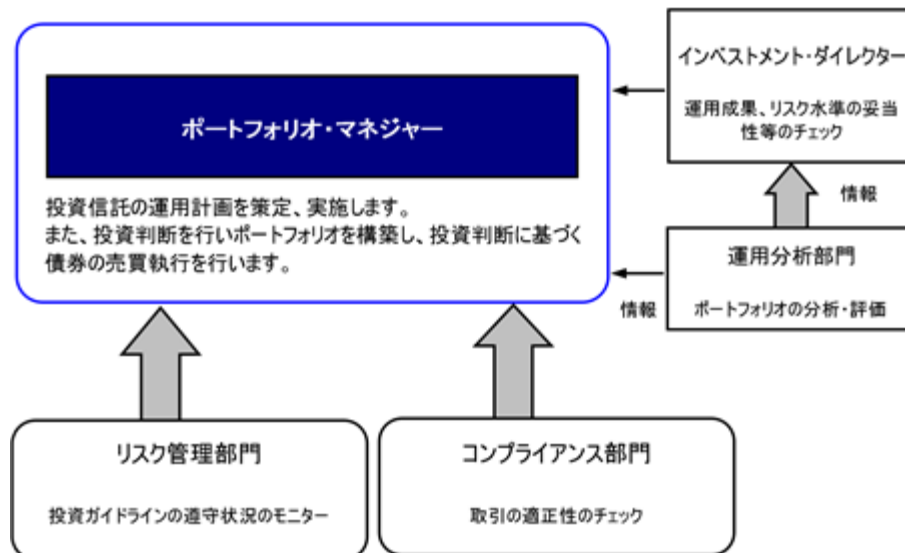 ポートフォリオ・マネジャー
投資信託の運用計画を策定、実施します。
また、投資判断を行いポートフォリオを構築し、投資判断に基づく
債券の売買執行を行います。
インベストメント・ダイレクター
運用成果、リスク水準の妥当
性等のチェック
情報
運用分析部門
ポートフォリオの分析・評価
情報
リスク管理部門
投資ガイドラインの遵守状況のモニター
コンプライアンス部門
取引の適正性のチェック